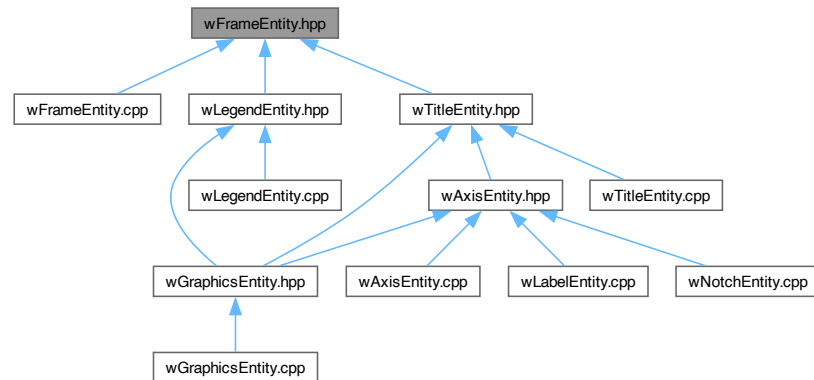 wFrameEntity.hpp
wFrameEntity.cpp
wLegendEntity.hpp
wTitleEntity.hpp
wLegendEntity.cpp
wAxisEntity.hpp
wTitleEntity.cpp
wGraphicsEntity.hpp
wAxisEntity.cpp
wLabelEntity.cpp
wNotchEntity.cpp
wGraphicsEntity.cpp